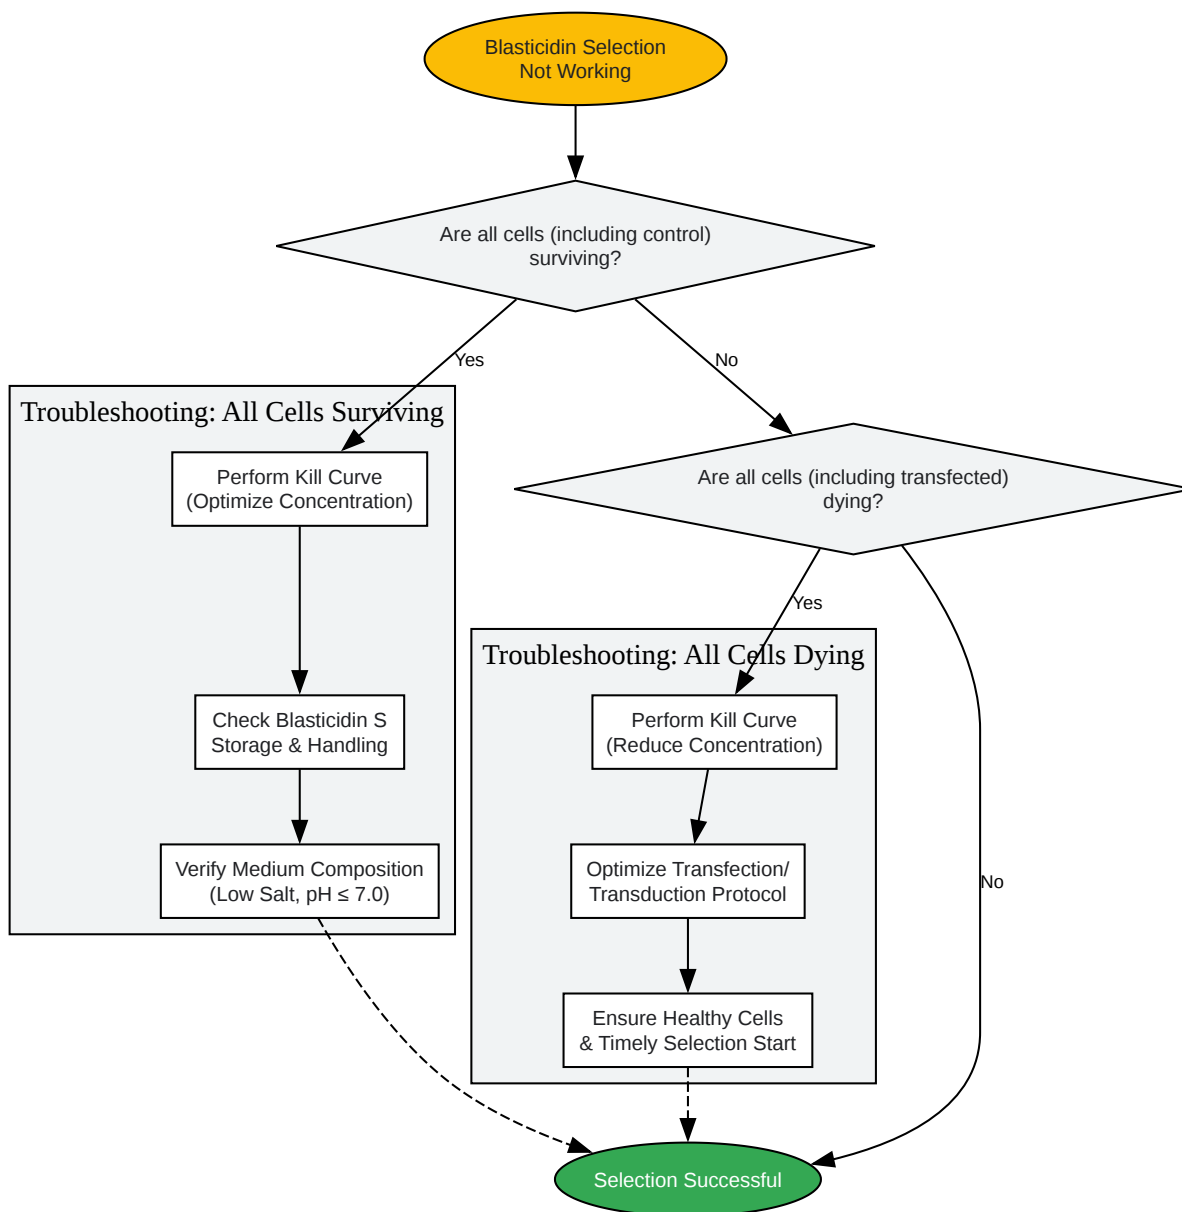 Blasticidin Selection
Not Working
Are all cells (including control)
surviving?
Yes
No
Troubleshooting: All Cells Surviving
Perform Kill Curve
(Optimize Concentration)
Check Blasticidin S
Storage & Handling
Verify Medium Composition
(Low Salt, pH ≤ 7.0)
Are all cells (including transfected)
dying?
Yes
No
Troubleshooting: All Cells Dying
Perform Kill Curve
(Reduce Concentration)
Optimize Transfection/
Transduction Protocol
Ensure Healthy Cells
& Timely Selection Start
Selection Successful